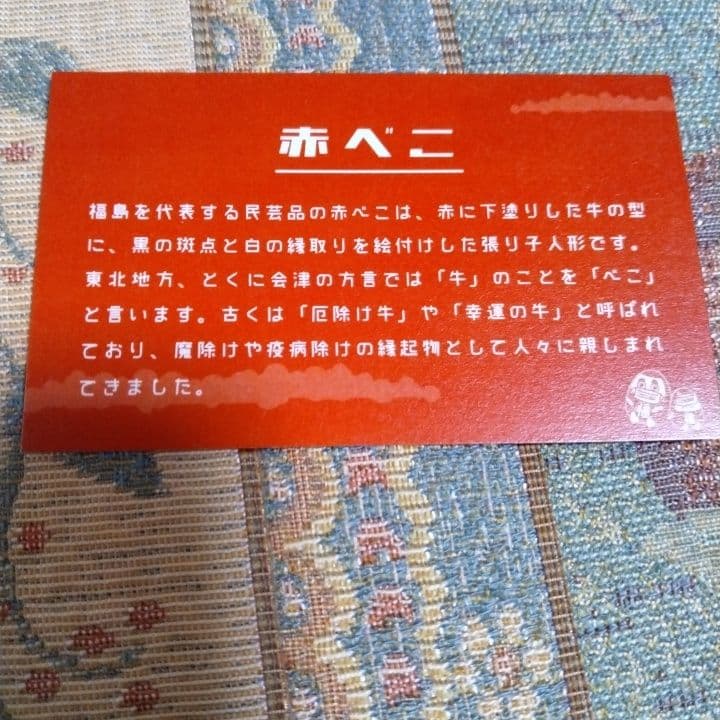 赤べこ
福島を代表する民芸品の赤べこは、赤に下塗りした牛の型
に、黒の斑点と白の縁取りを絵付けした張り子人形です。
東北地方、とくに会津の方言では「牛」のことを「べこ」
と言います。古くは「厄除け牛」や「幸運の牛」と呼ばれ
ており、魔除けや疫病除けの縁起物として人々に親しまれ
てきました。